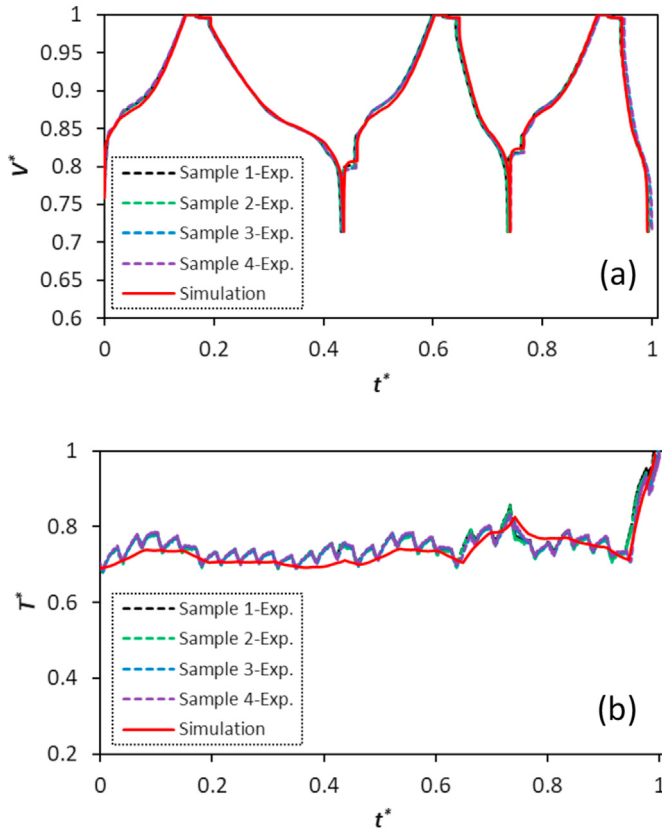 1
0.95
0.9
0.85
0.8
0.75
0.7
0.65
0.6
V*
Sample 1-Exp.
Sample 2-Exp.
Sample 3-Exp.
Sample 4-Exp.
Simulation
(a)
0 0.2 0.4 0.6 0.8 1
t*
1
0.8
0.6
0.4
0.2
T*
Sample 1-Exp.
Sample 2-Exp.
Sample 3-Exp.
Sample 4-Exp.
Simulation
(b)
0 0.2 0.4 0.6 0.8 1
t*